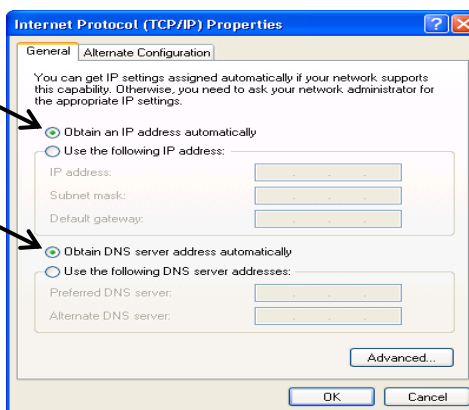 Internet Protocol (TCP/IP) Properties
General
Alternate Configuration
You can get IP settings assigned automatically if your network supports
this capability. Otherwise, you need to ask your network administrator for
the appropriate IP settings.
Obtain an IP address automatically
Use the following IP address:
IP address:
Subnet mask:
Default gateway:
Obtain DNS server address automatically
Use the following DNS server addresses:
Preferred DNS server:
Alternate DNS server:
Advanced...
OK
Cancel